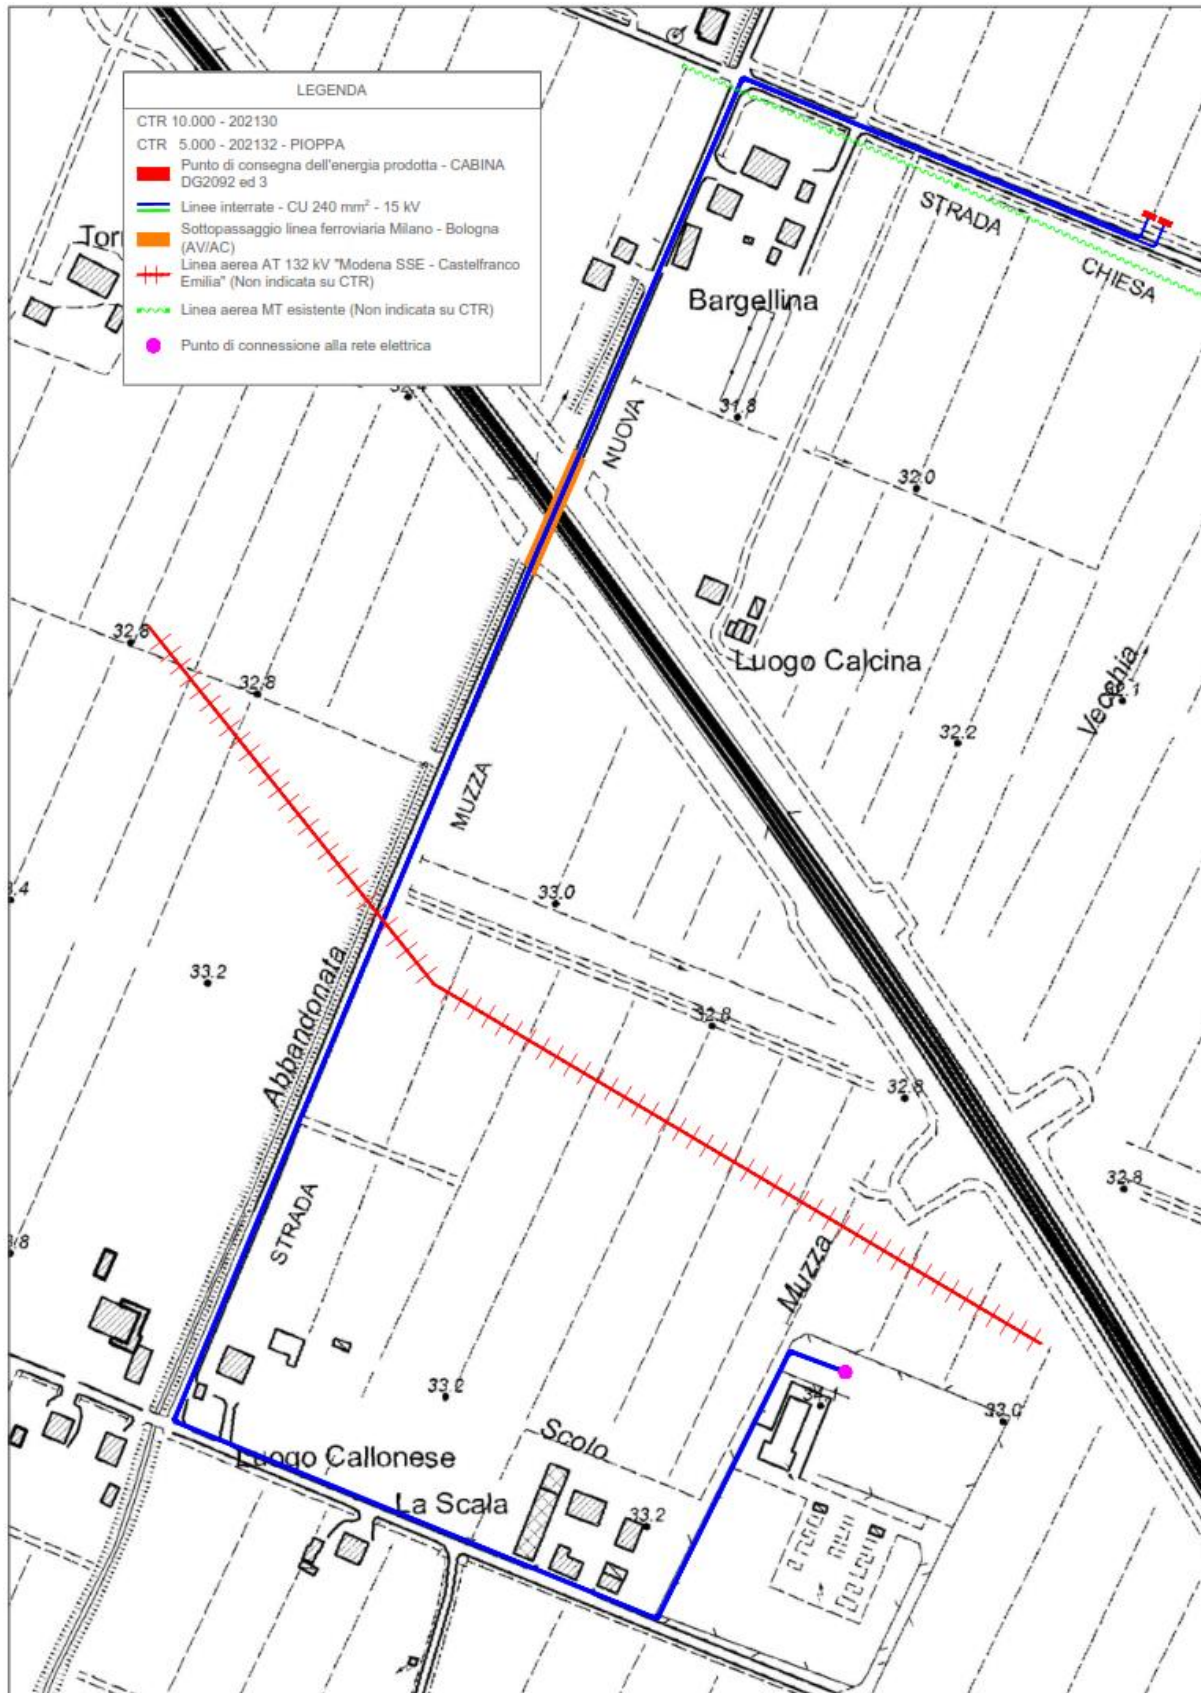 LEGENDA
CTR 10.000 - 202130
CTR 5.000 - 202132 - PIOPPA
Punto di consegna dell'energia prodotta - CABINA
DG2092 ed 3
Linee interrate - CU 240 mm² - 15 kV
Sottopassaggio linea ferroviaria Milano - Bologna
(AV/AC)
Linea aerea AT 132 kV "Modena SSE - Castelfranco
Emilia" (Non indicata su CTR)
Linea aerea MT esistente (Non indicata su CTR)
Punto di connessione alla rete elettrica
STRADA
CHIESA
Bargellina
31.8
NUOVA
32.0
32.8
32.8
Luogo Calcina
Vecchia
32.1
32.2
MUZZA
33.0
33.2
Abbandonata
32.8
32.8
32.8
STRADA
Muzza
33.2
33.0
Scolo
Luogo Callonese
La Scala
33.2